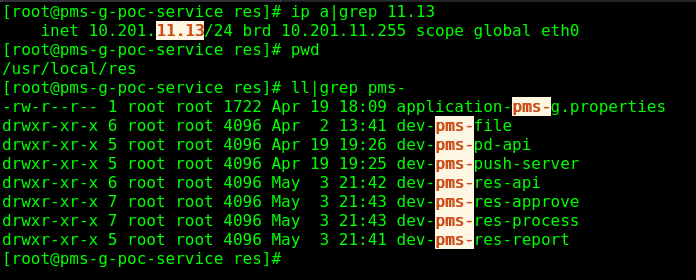 [root@pms-g-poc-service res]# ip a|grep 11.13
    inet 10.201.11.13/24 brd 10.201.11.255 scope global eth0
[root@pms-g-poc-service res]# pwd
/usr/local/res
[root@pms-g-poc-service res]# ll|grep pms-
-rw-r--r-- 1 root root 1722 Apr 19 18:09 application-pms-g.properties
drwxr-xr-x 6 root root 4096 Apr  2 13:41 dev-pms-file
drwxr-xr-x 5 root root 4096 Apr 19 19:26 dev-pms-pd-api
drwxr-xr-x 5 root root 4096 Apr 19 19:25 dev-pms-push-server
drwxr-xr-x 6 root root 4096 May  3 21:42 dev-pms-res-api
drwxr-xr-x 7 root root 4096 May  3 21:43 dev-pms-res-approve
drwxr-xr-x 7 root root 4096 May  3 21:43 dev-pms-res-process
drwxr-xr-x 5 root root 4096 May  3 21:41 dev-pms-res-report
[root@pms-g-poc-service res]#